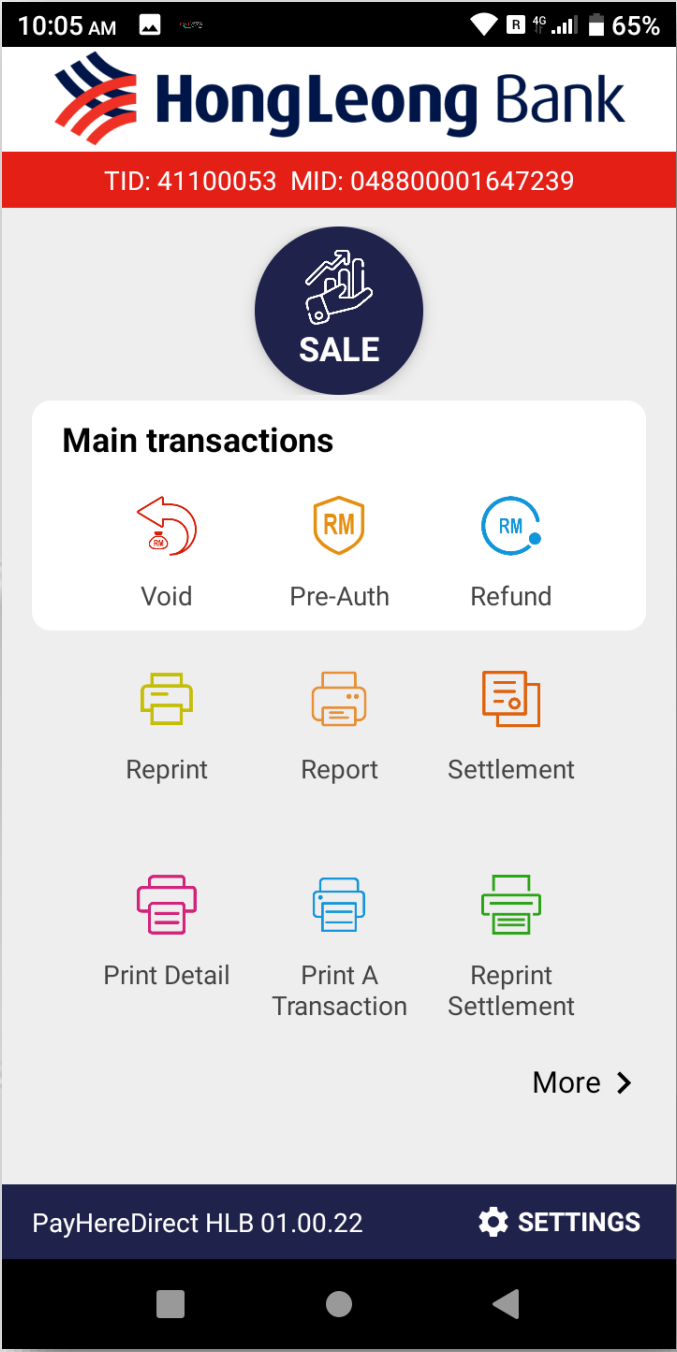 10:05 AM R 4G 65%
HongLeong Bank
TID: 41100053 MID: 048800001647239
SALE
Main transactions
RM RM RM
Void Pre-Auth Refund
Reprint Report Settlement
Print Detail Print A Reprint
Transaction Settlement
More
PayHereDirect HLB 01.00.22 SETTINGS